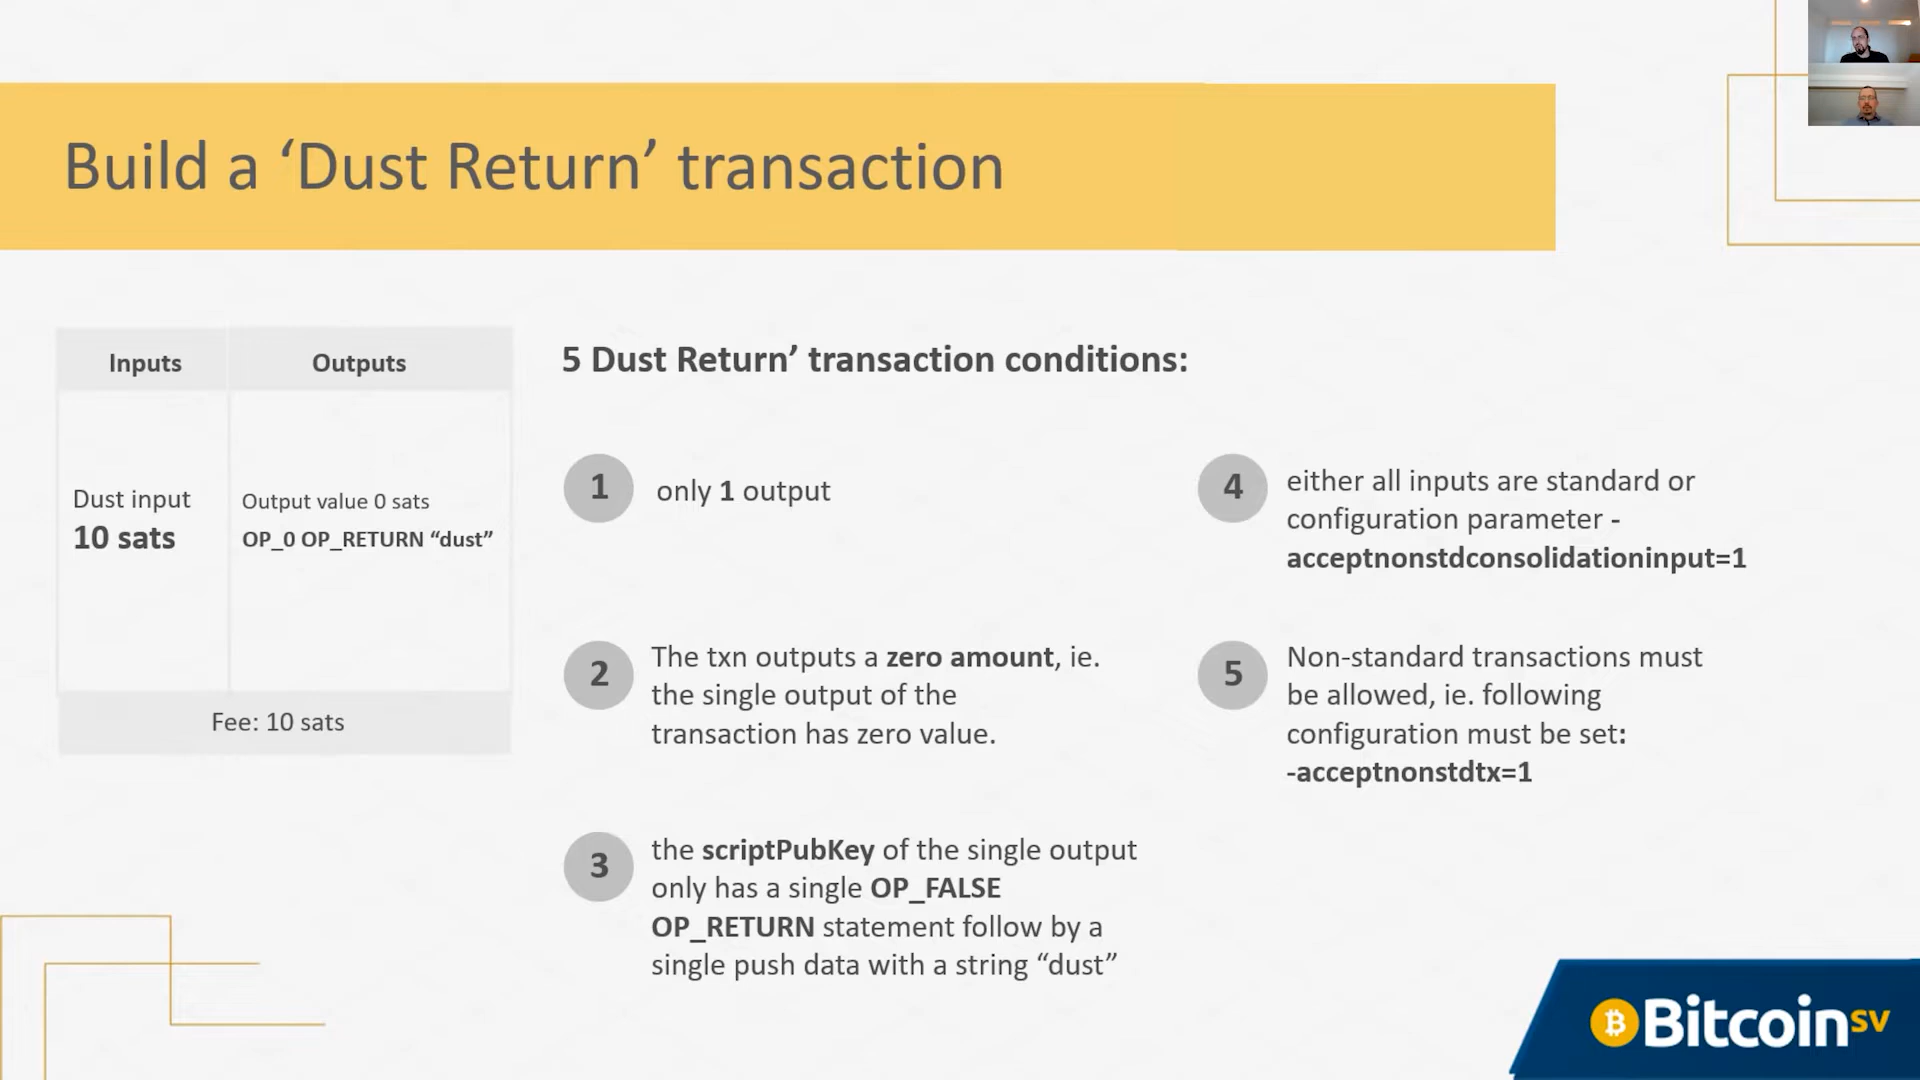 Build a ‘Dust Return’ transaction
Inputs
Outputs
Dust input
10 sats
Output value 0 sats
OP_0 OP_RETURN “dust”
Fee: 10 sats
5 Dust Return’ transaction conditions:
1
only 1 output
2
The txn outputs a zero amount, ie.
the single output of the
transaction has zero value.
3
the scriptPubKey of the single output
only has a single OP_FALSE
OP_RETURN statement follow by a
single push data with a string “dust”
4
either all inputs are standard or
configuration parameter -
acceptnonstdconsolidationinput=1
5
Non-standard transactions must
be allowed, ie. following
configuration must be set:
-acceptnonstdtx=1
BitcoinSV